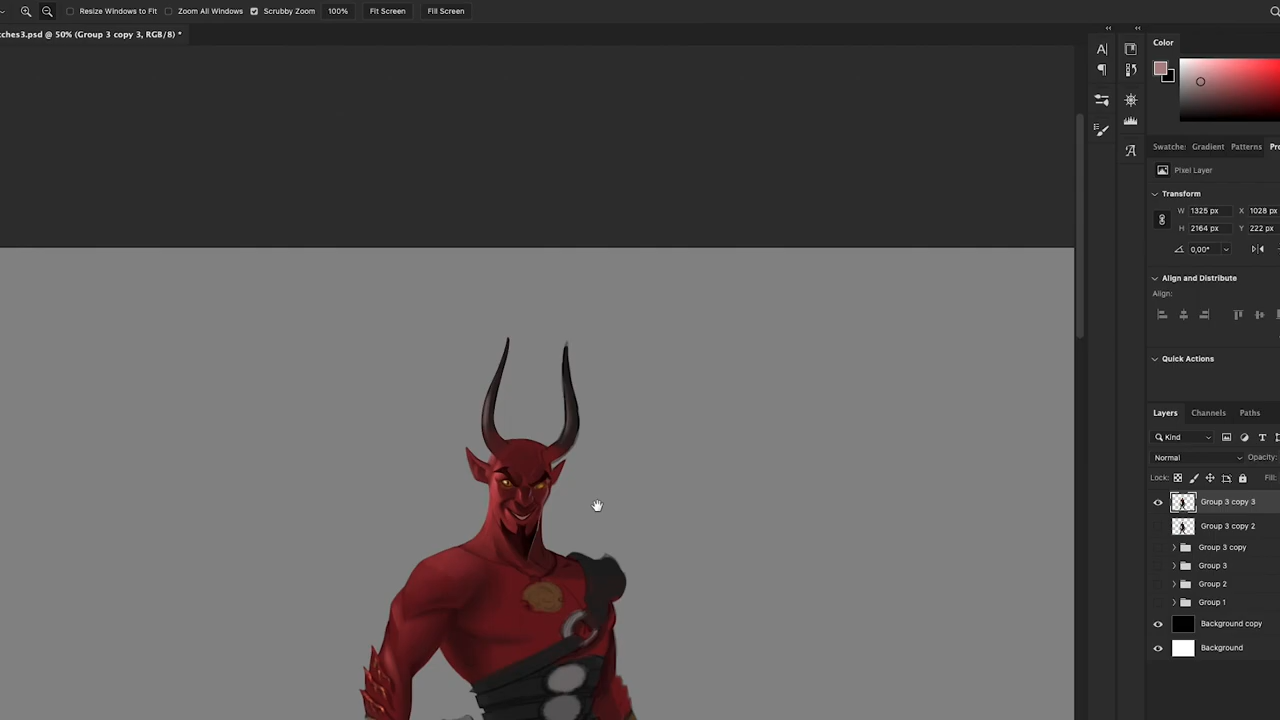 Resize Windows to Fit Zoom All Windows Scrubby Zoom 100% Fit Screen Fill Screen
ches3.psd @ 50% (Group 3 copy 3, RGB/8) *
Color
Swatche: Gradient Patterns Pro
Pixel Layer
Transform
W 1325 px X 1028 px
H 2164 px Y 222 px
0,00°
Align and Distribute
Align:
Quick Actions
Layers Channels Paths
Kind
Normal Opacity:
Lock: Fill:
Group 3 copy 3
Group 3 copy 2
Group 3 copy
Group 3
Group 2
Group 1
Background copy
Background